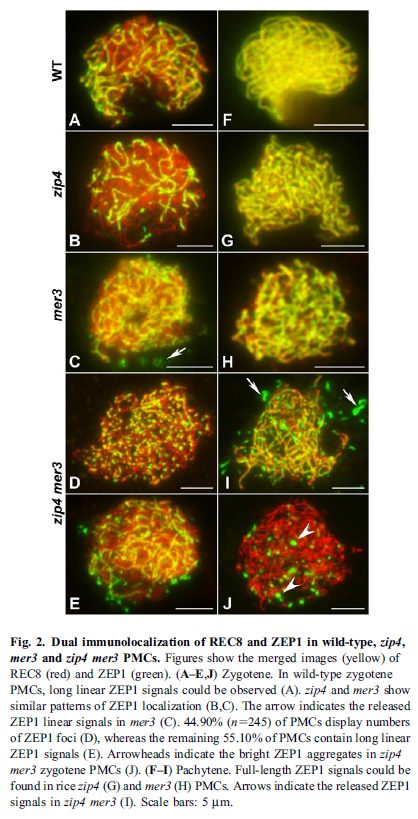 WT
A
F
zip4
B
G
mer3
C
H
zip4 mer3
D
I
E
J
Fig. 2. Dual immunolocalization of REC8 and ZEP1 in wild-type, zip4,
mer3 and zip4 mer3 PMCs. Figures show the merged images (yellow) of
REC8 (red) and ZEP1 (green). (A–E,J) Zygotene. In wild-type zygotene
PMCs, long linear ZEP1 signals could be observed (A). zip4 and mer3 show
similar patterns of ZEP1 localization (B,C). The arrow indicates the released
ZEP1 linear signals in mer3 (C). 44.90% (n=245) of PMCs display numbers
of ZEP1 foci (D), whereas the remaining 55.10% of PMCs contain long linear
ZEP1 signals (E). Arrowheads indicate the bright ZEP1 aggregates in zip4
mer3 zygotene PMCs (J). (F–I) Pachytene. Full-length ZEP1 signals could be
found in rice zip4 (G) and mer3 (H) PMCs. Arrows indicate the released ZEP1
signals in zip4 mer3 (I). Scale bars: 5 μm.